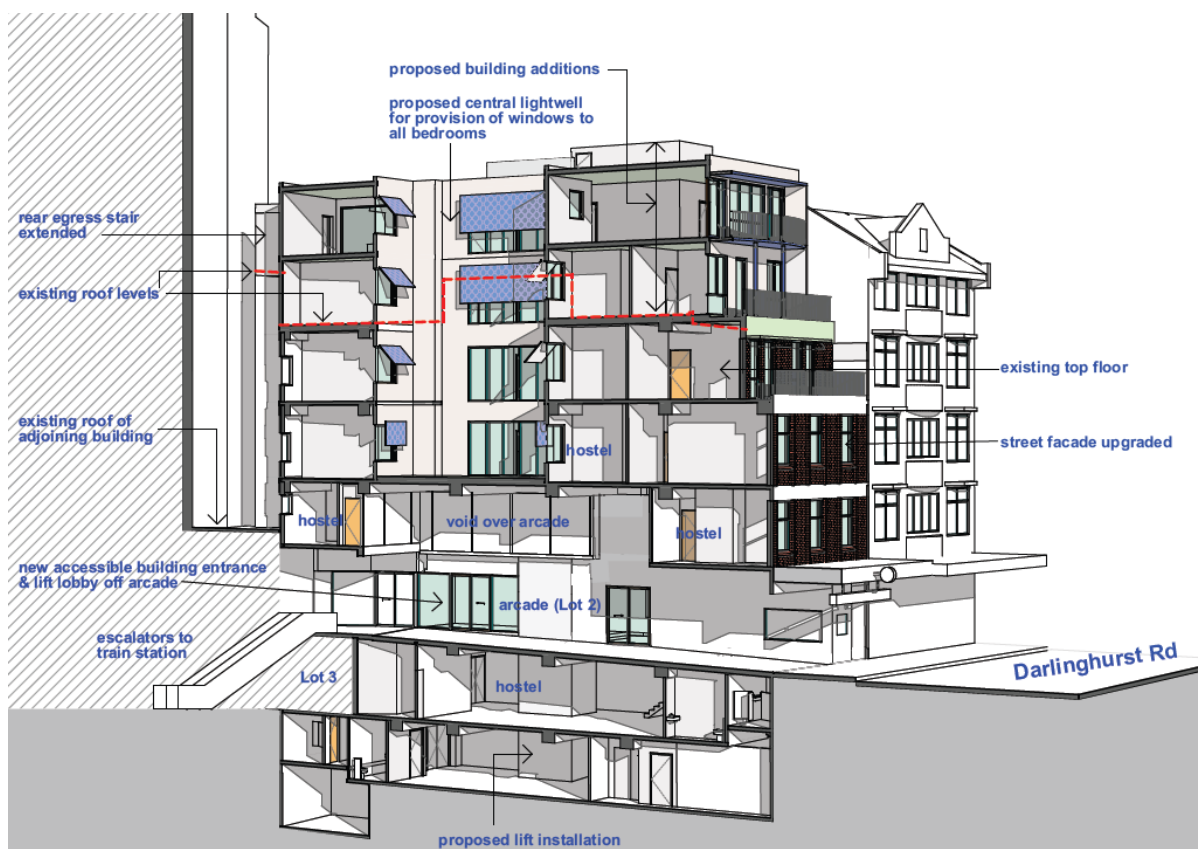 proposed building additions
proposed central lightwell
for provision of windows to
all bedrooms
rear egress stair
extended
existing roof levels
existing top floor
existing roof of
adjoining building
street facade upgraded
hostel
hostel
void over arcade
hostel
new accessible building entrance
& lift lobby off arcade
arcade (Lot 2)
escalators to
train station
Darlinghurst Rd
Lot 3
hostel
proposed lift installation